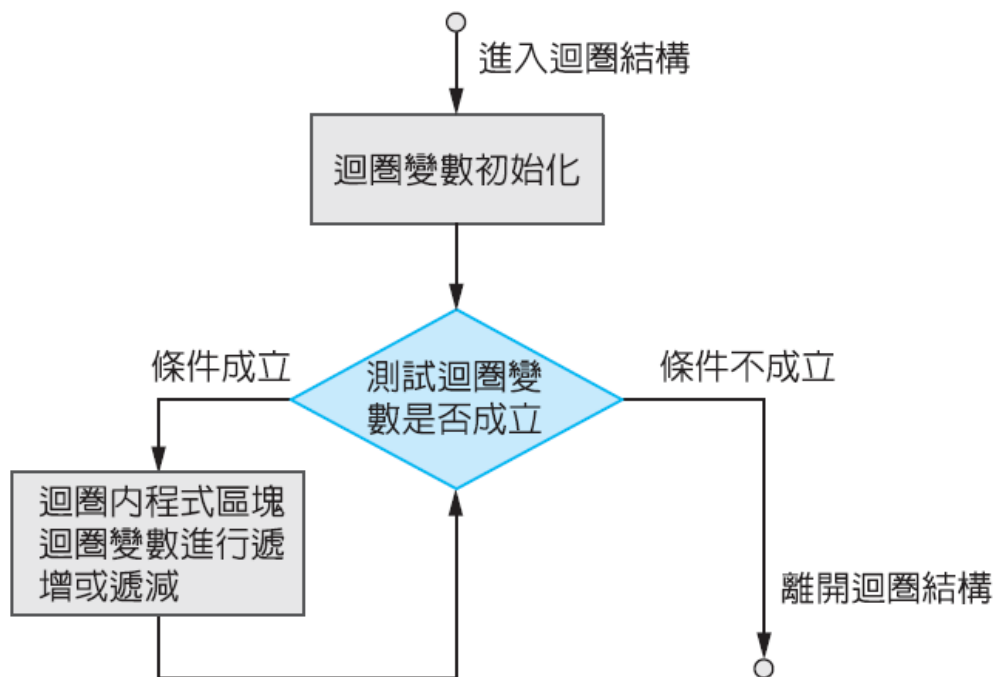 進入迴圈結構
迴圈變數初始化
條件成立
測試迴圈變
數是否成立
條件不成立
迴圈內程式區塊
迴圈變數進行遞
增或遞減
離開迴圈結構